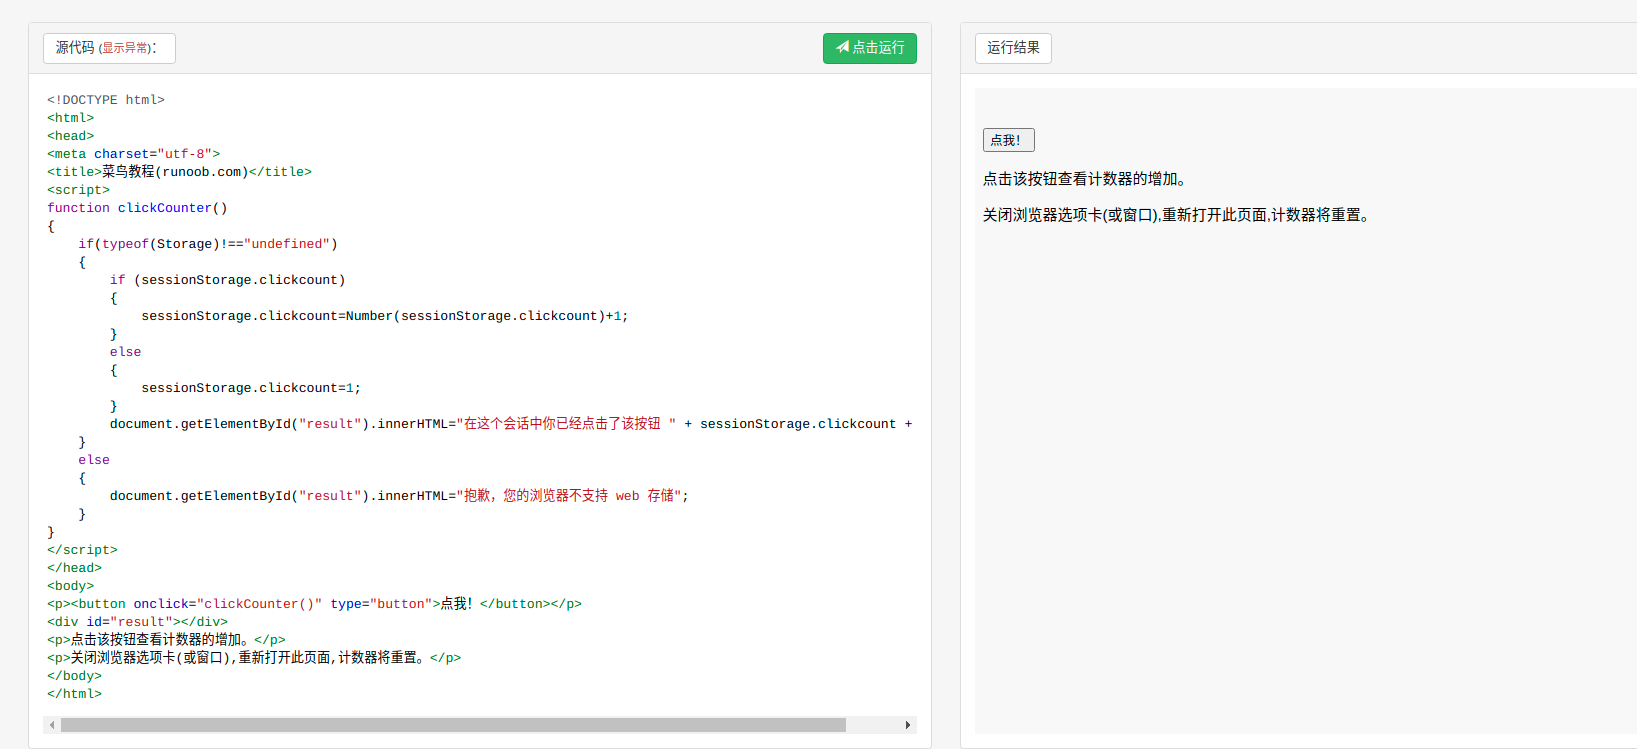 源代码 (显示异常)：
点击运行
<!DOCTYPE html>
<html>
<head>
<meta charset="utf-8">
<title>菜鸟教程(runoob.com)</title>
<script>
function clickCounter()
{
    if(typeof(Storage)!=="undefined")
    {
        if (sessionStorage.clickcount)
        {
            sessionStorage.clickcount=Number(sessionStorage.clickcount)+1;
        }
        else
        {
            sessionStorage.clickcount=1;
        }
        document.getElementById("result").innerHTML="在这个会话中你已经点击了该按钮 " + sessionStorage.clickcount +
    }
    else
    {
        document.getElementById("result").innerHTML="抱歉，您的浏览器不支持 web 存储";
    }
}
</script>
</head>
<body>
<p><button onclick="clickCounter()" type="button">点我！</button></p>
<div id="result"></div>
<p>点击该按钮查看计数器的增加。</p>
<p>关闭浏览器选项卡(或窗口),重新打开此页面,计数器将重置。</p>
</body>
</html>
运行结果
点我！
点击该按钮查看计数器的增加。
关闭浏览器选项卡(或窗口),重新打开此页面,计数器将重置。